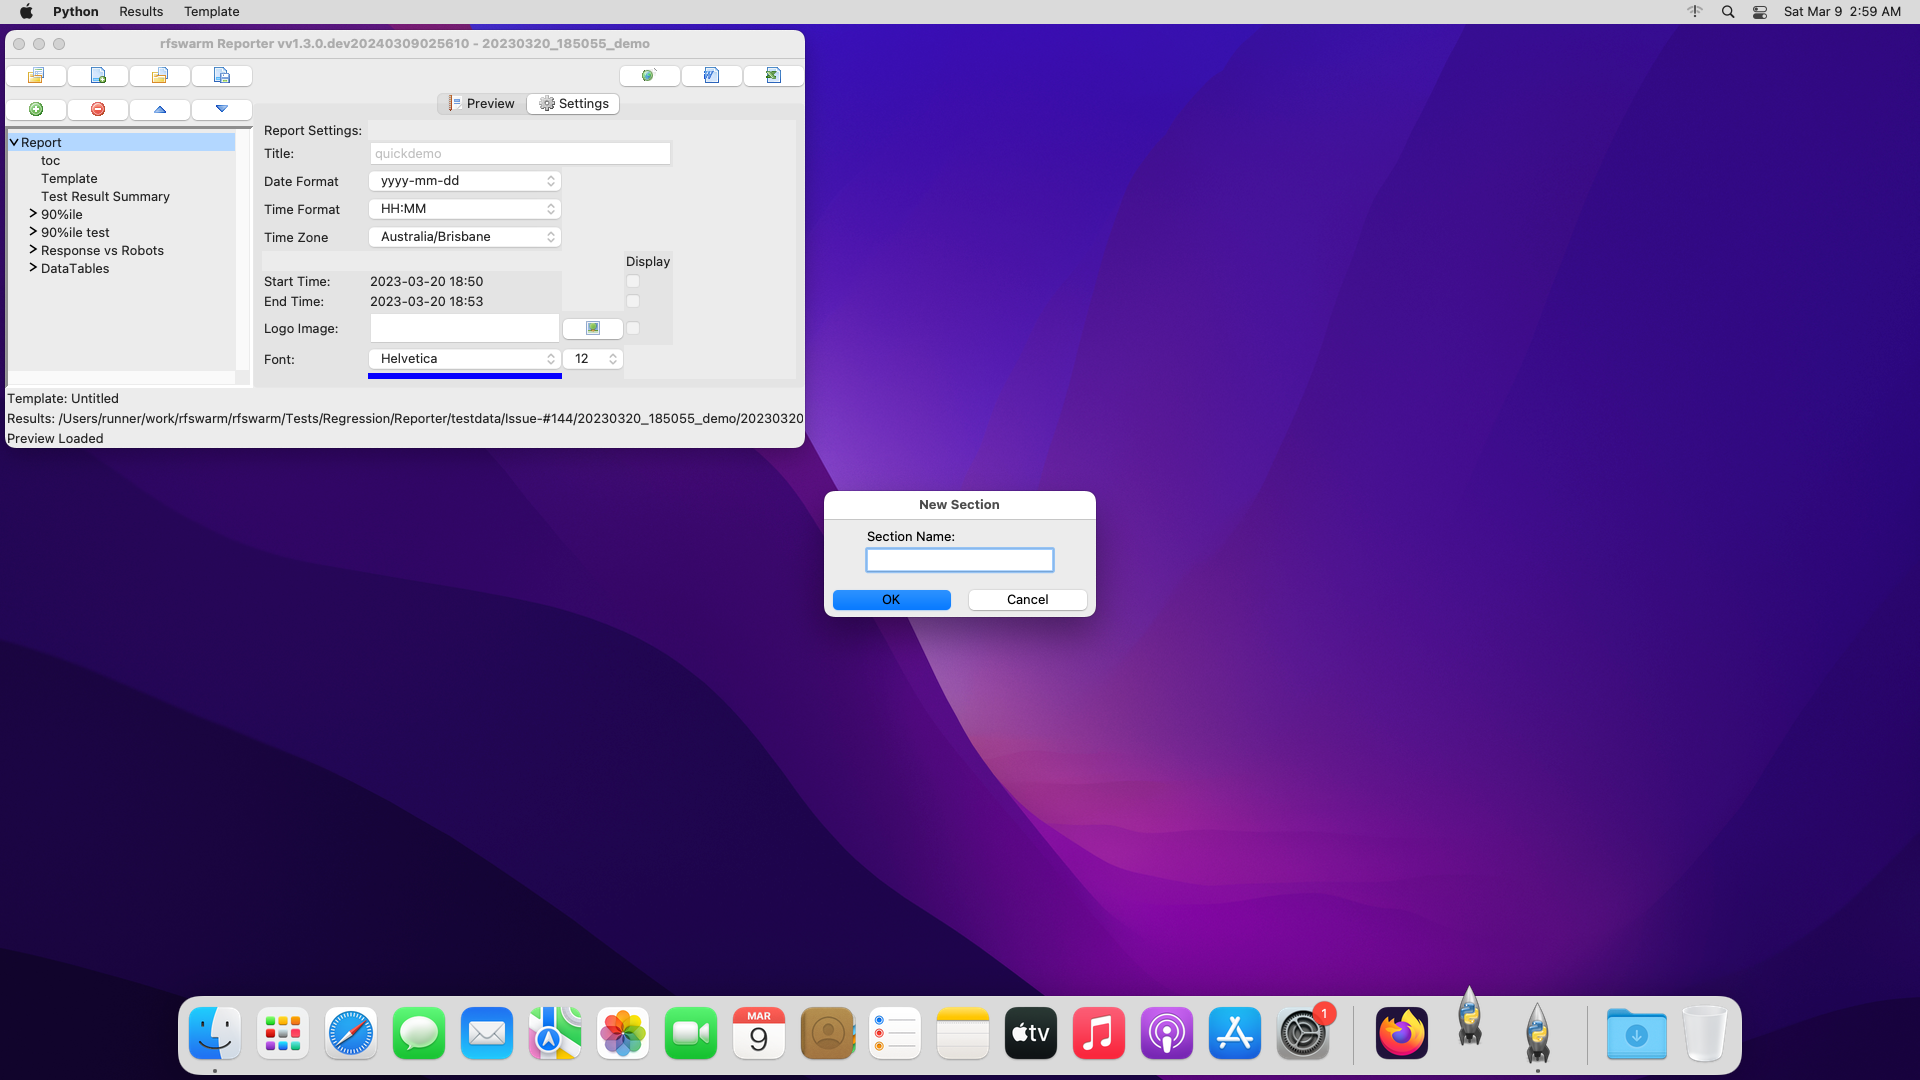 Python Results Template Sat Mar 9 2:59 AM
rfswarm Reporter vv1.3.0.dev20240309025610 - 20230320_185055_demo
Preview Settings
Report
toc
Template
Test Result Summary
90%ile
90%ile test
Response vs Robots
DataTables
Report Settings:
Title: quickdemo
Date Format yyyy-mm-dd
Time Format HH:MM
Time Zone Australia/Brisbane
Display
Start Time: 2023-03-20 18:50
End Time: 2023-03-20 18:53
Logo Image:
Font: Helvetica 12
Template: Untitled
Results: /Users/runner/work/rfswarm/rfswarm/Tests/Regression/Reporter/testdata/Issue-#144/20230320_185055_demo/20230320
Preview Loaded
New Section
Section Name:
OK Cancel
MAR
9
tv
1